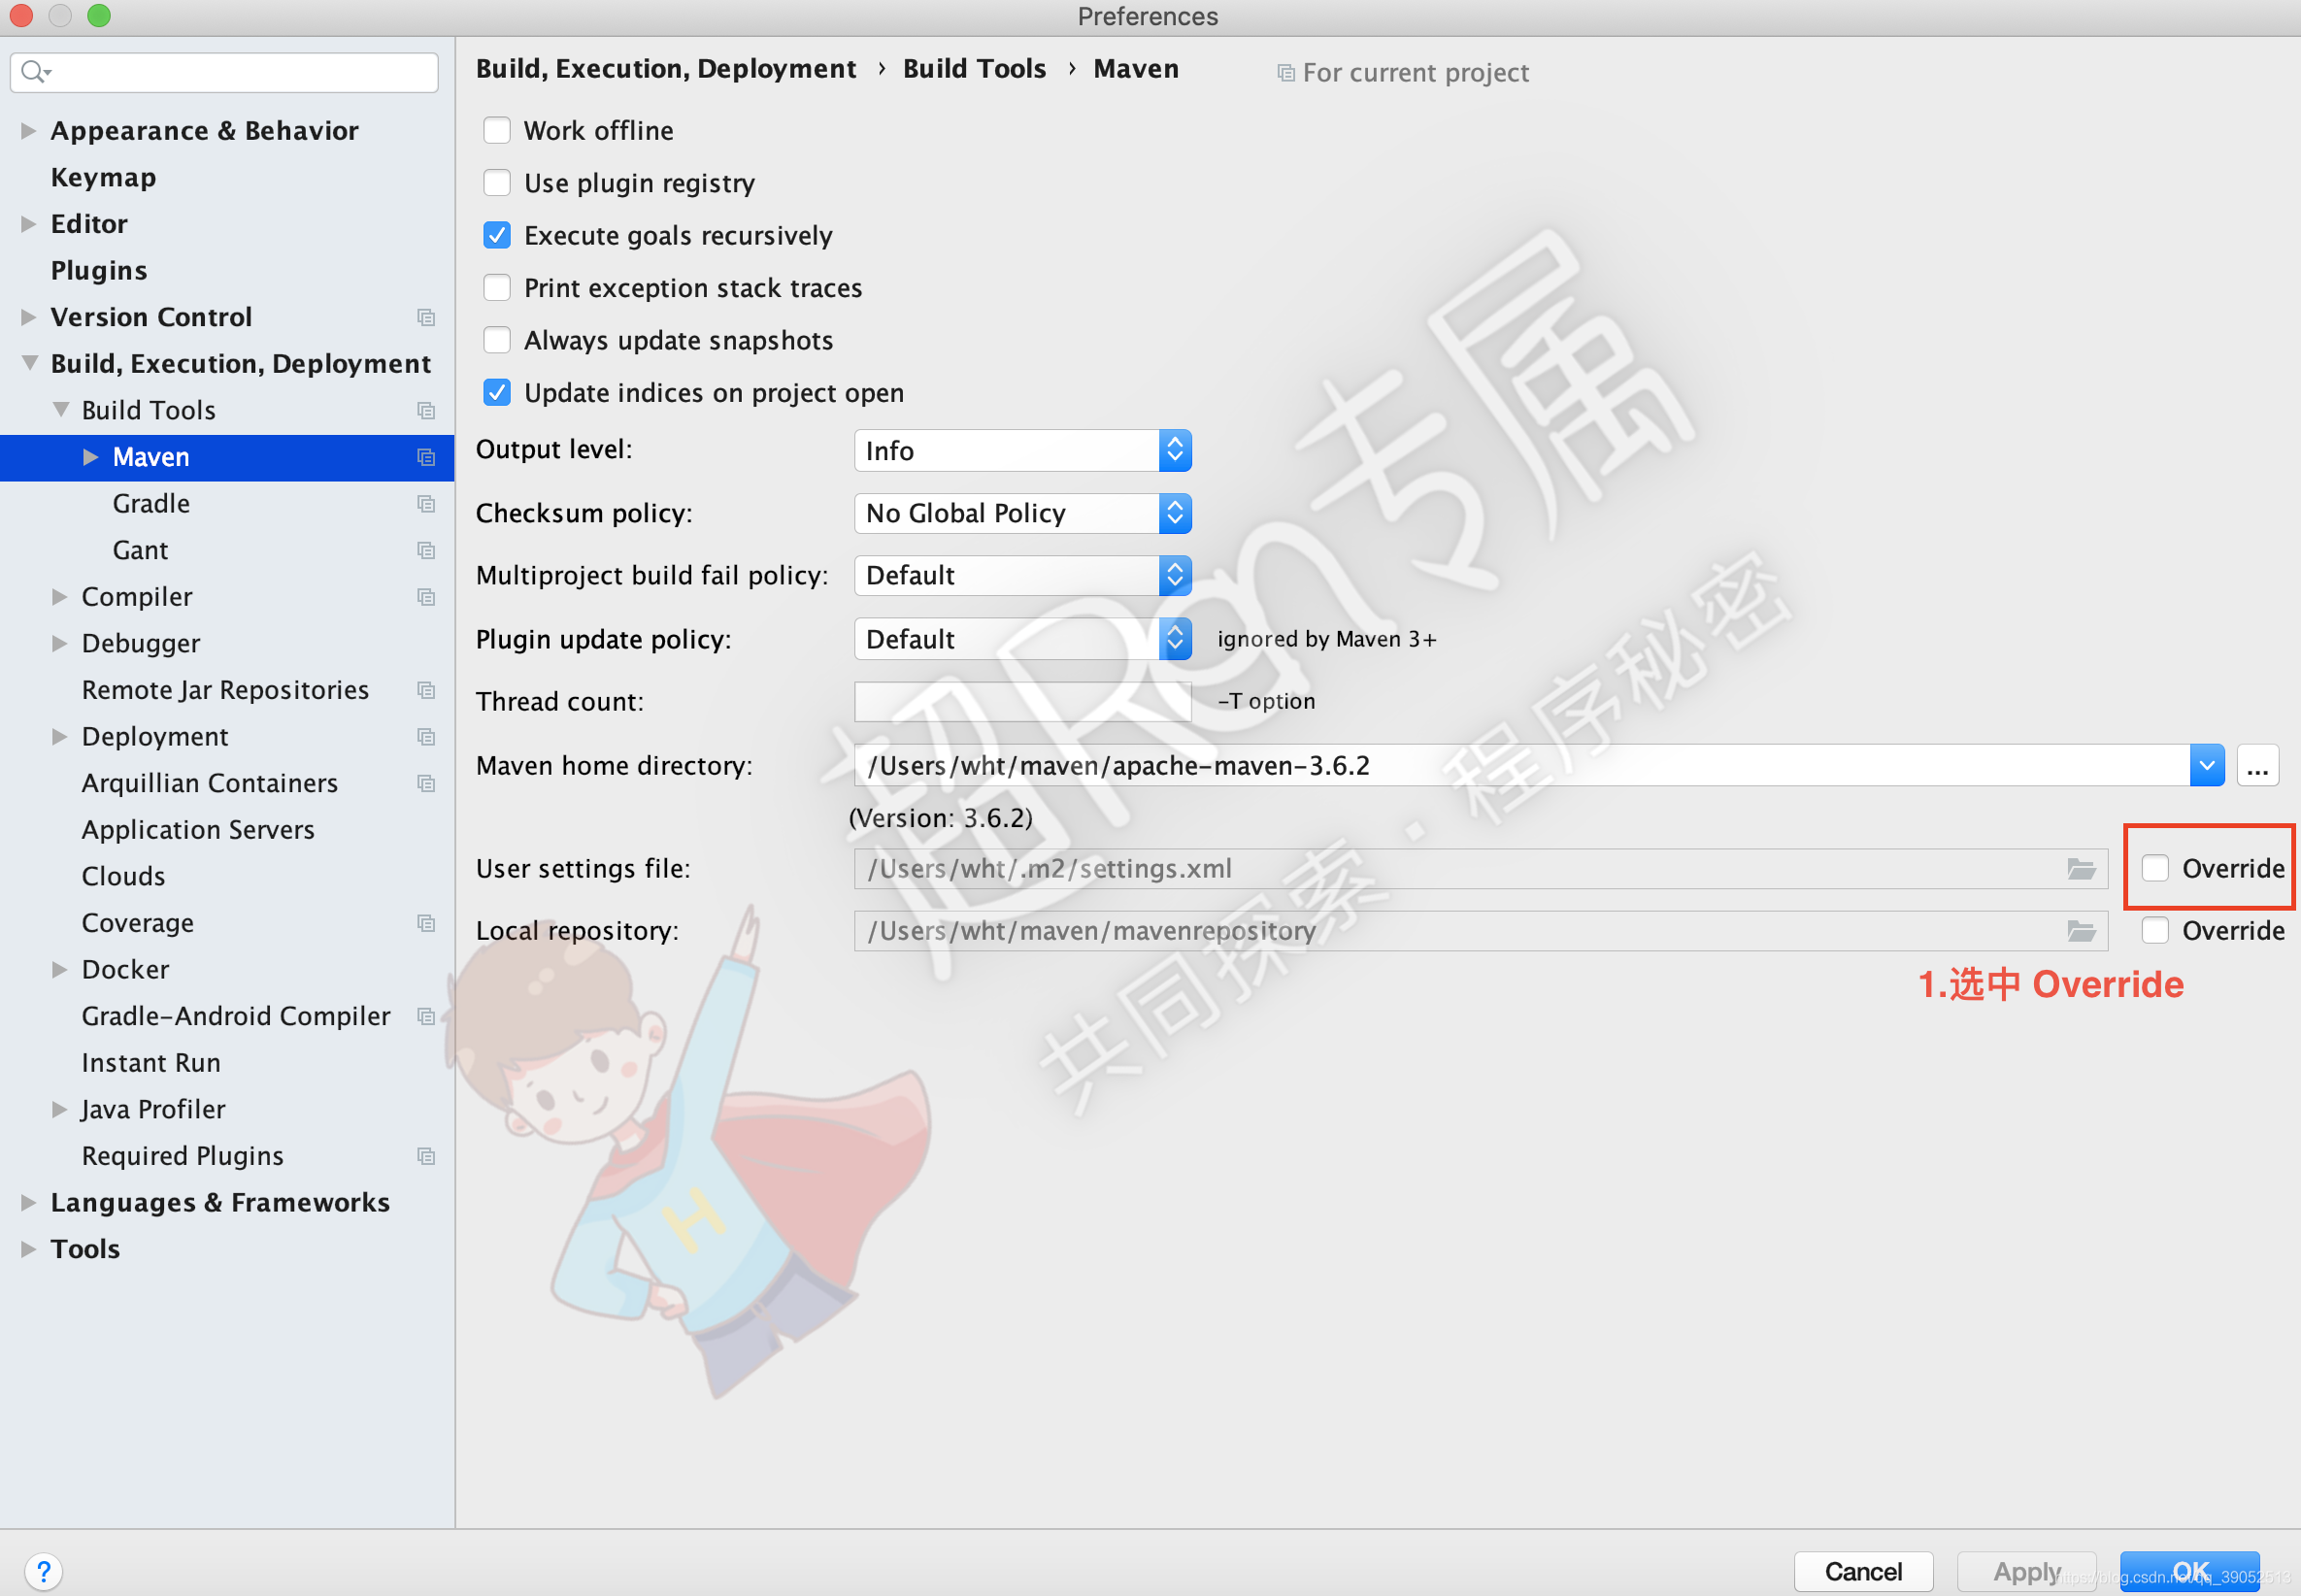 Preferences
Build, Execution, Deployment › Build Tools › Maven For current project
Appearance & Behavior
Keymap
Editor
Plugins
Version Control
Build, Execution, Deployment
Build Tools
Maven
Gradle
Gant
Compiler
Debugger
Remote Jar Repositories
Deployment
Arquillian Containers
Application Servers
Clouds
Coverage
Docker
Gradle-Android Compiler
Instant Run
Java Profiler
Required Plugins
Languages & Frameworks
Tools
Work offline
Use plugin registry
Execute goals recursively
Print exception stack traces
Always update snapshots
Update indices on project open
Output level: Info
Checksum policy: No Global Policy
Multiproject build fail policy: Default
Plugin update policy: Default ignored by Maven 3+
Thread count: -T option
Maven home directory: /Users/wht/maven/apache-maven-3.6.2 ...
(Version: 3.6.2)
User settings file: /Users/wht/.m2/settings.xml Override
Local repository: /Users/wht/maven/mavenrepository Override
1.选中 Override
超Ran专属
共同探索·程序秘密
H
? Cancel Apply OK
https://blog.csdn.net/qq_39052513